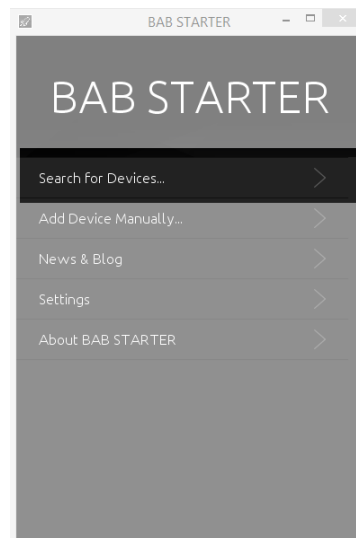 BAB STARTER
BAB STARTER
Search for Devices...
Add Device Manually...
News & Blog
Settings
About BAB STARTER